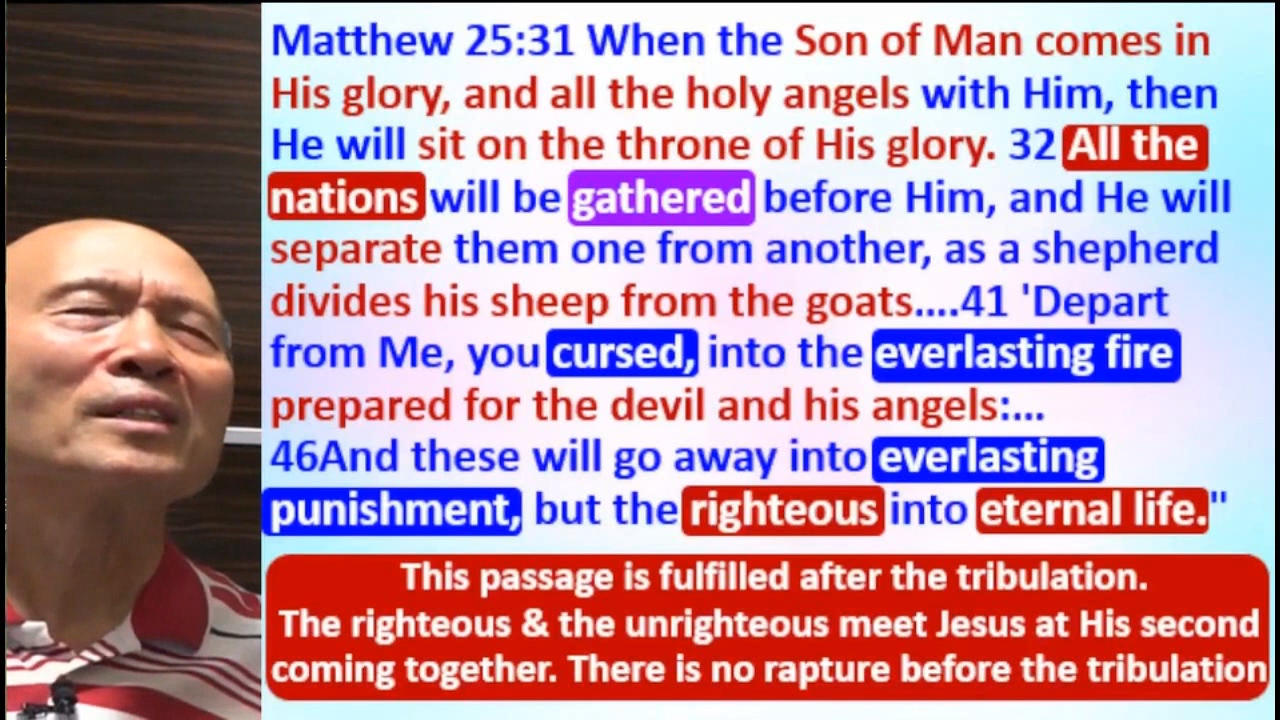 Matthew 25:31 When the Son of Man comes in
His glory, and all the holy angels with Him, then
He will sit on the throne of His glory. 32 All the
nations will be gathered before Him, and He will
separate them one from another, as a shepherd
divides his sheep from the goats....41 'Depart
from Me, you cursed, into the everlasting fire
prepared for the devil and his angels:...
46And these will go away into everlasting
punishment, but the righteous into eternal life."
This passage is fulfilled after the tribulation.
The righteous & the unrighteous meet Jesus at His second
coming together. There is no rapture before the tribulation